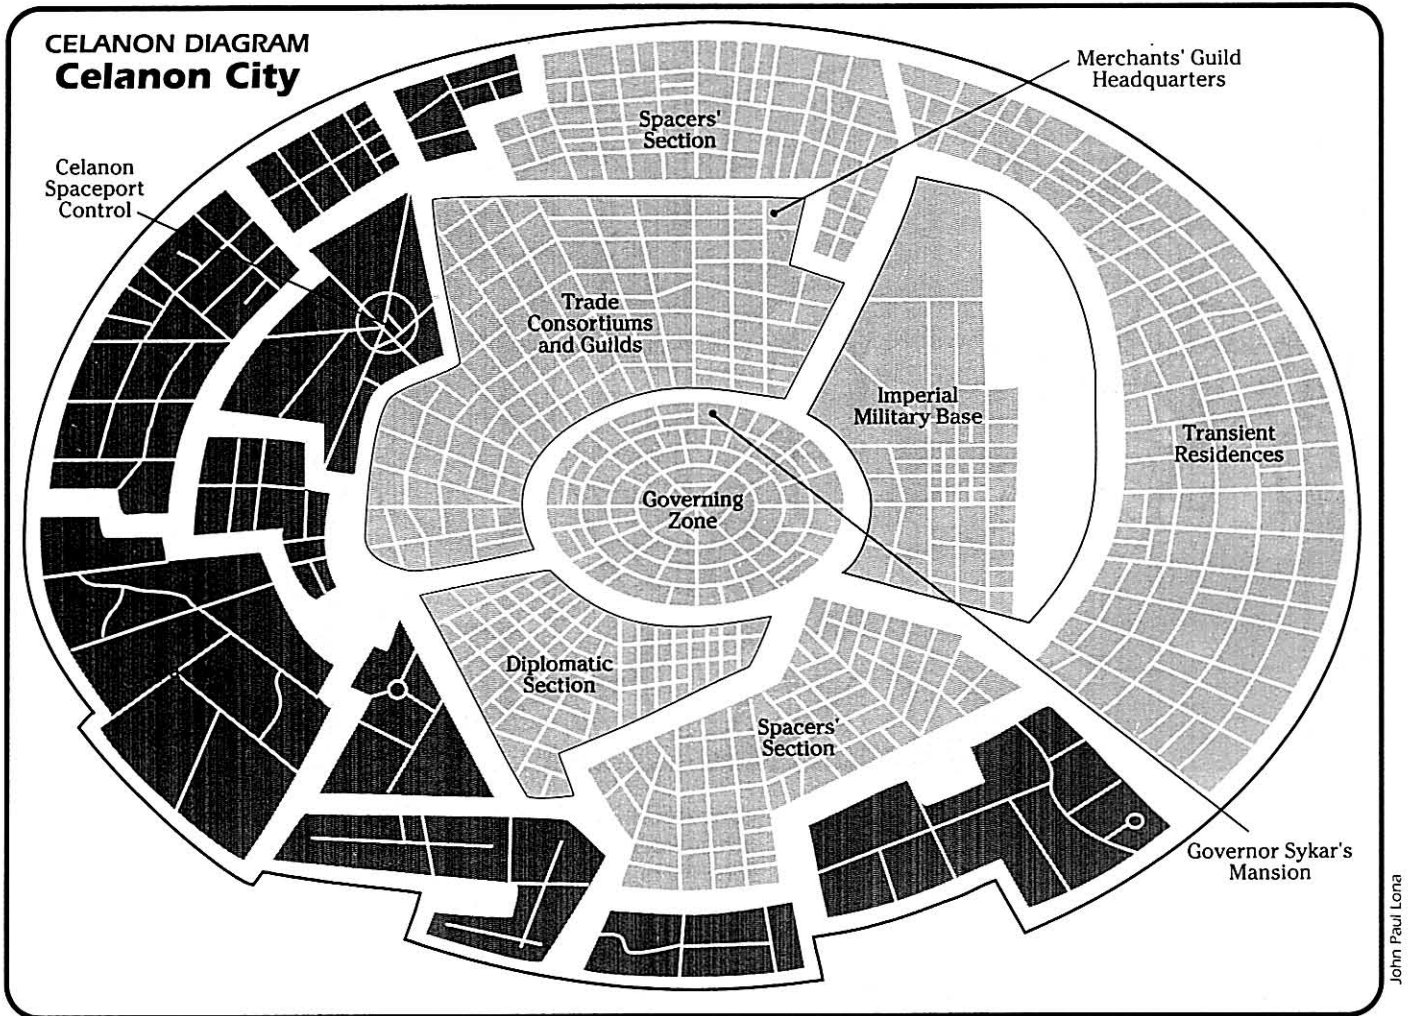 CELANON DIAGRAM
Celanon City
Merchants' Guild
Headquarters
Spacers'
Section
Celanon
Spaceport
Control
Trade
Consortiums
and Guilds
Imperial
Military Base
Transient
Residences
Governing
Zone
Diplomatic
Section
Spacers'
Section
Governor Sykar's
Mansion
John Paul Lona